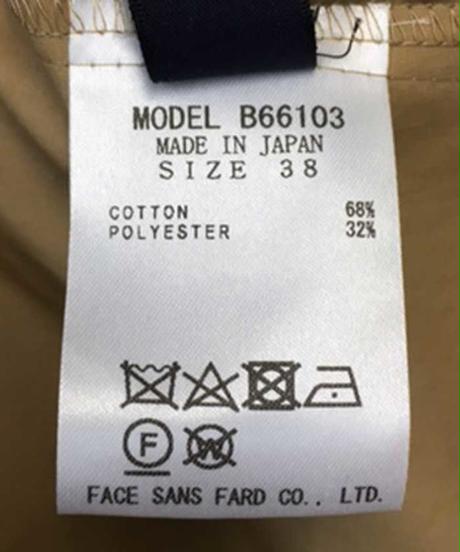 MODEL B66103
MADE IN JAPAN
SIZE 38
COTTON 68%
POLYESTER 32%
F W
FACE SANS FARD CO., LTD.